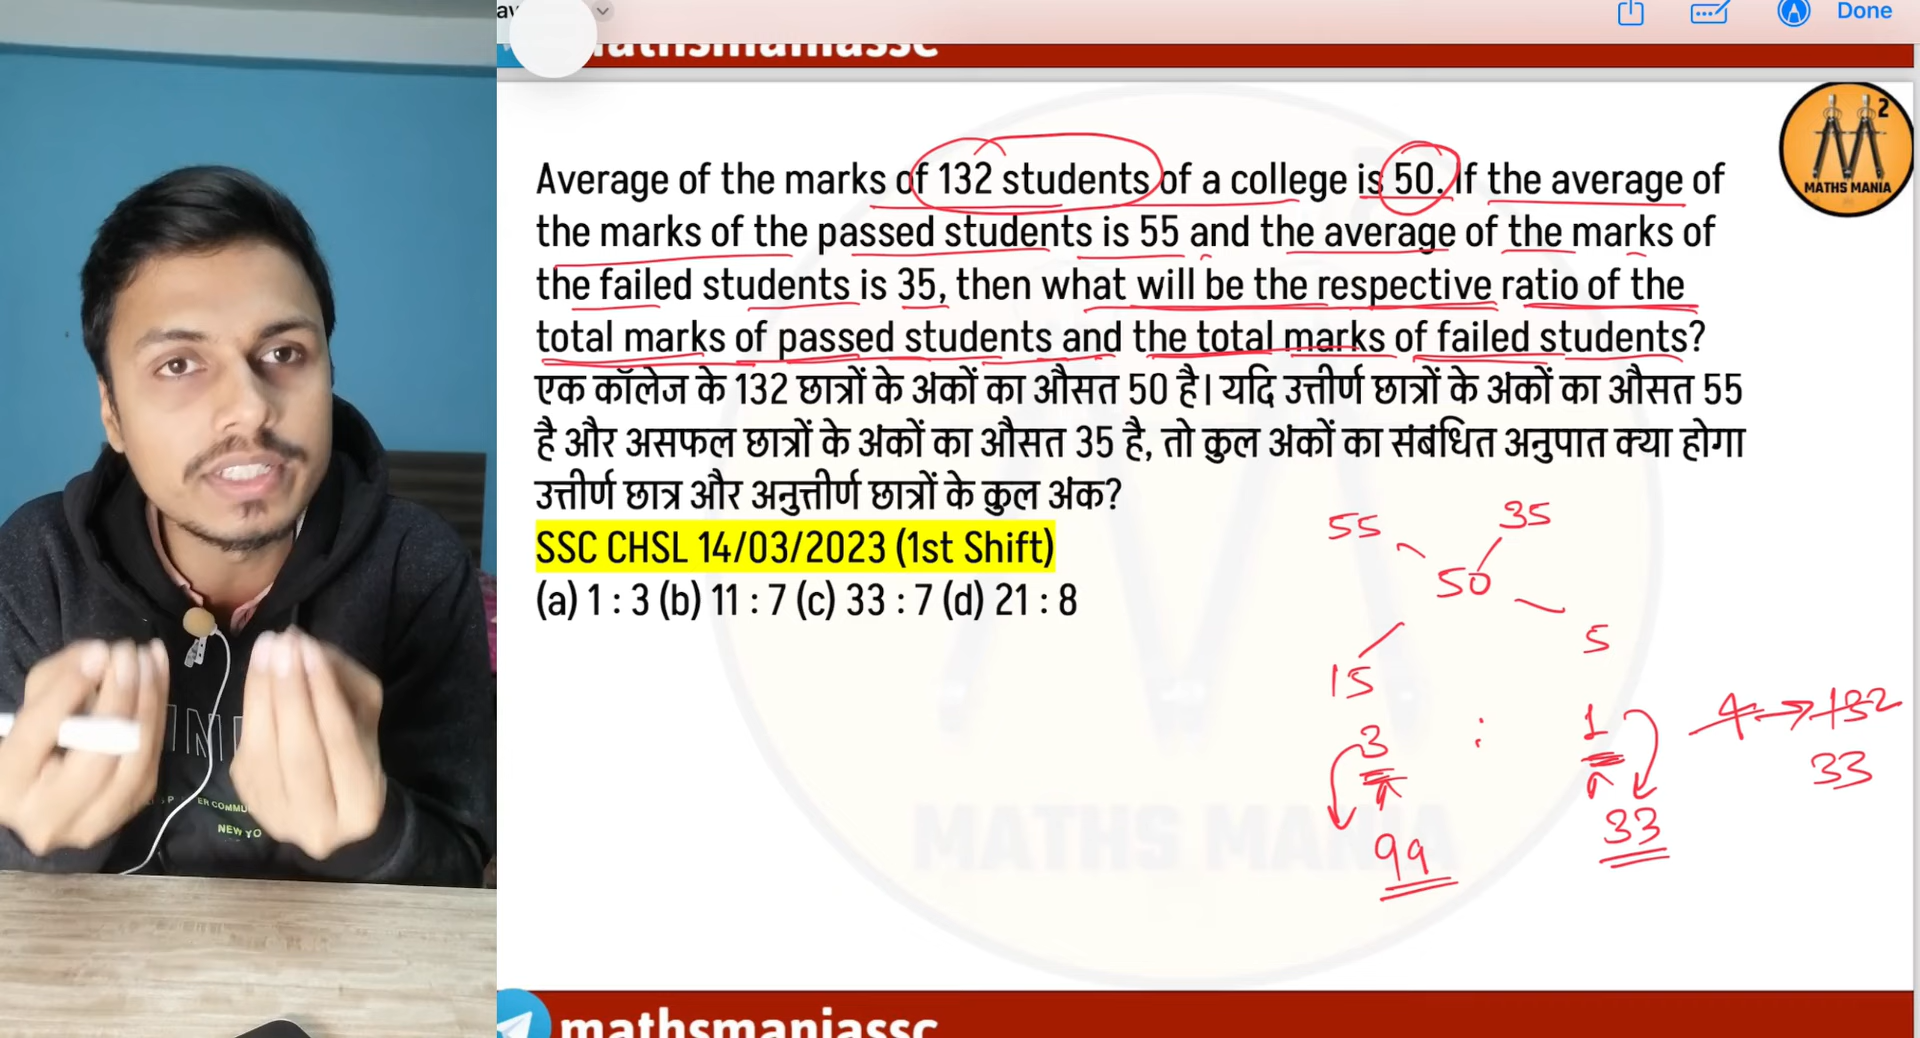 Done
mathsmaniassc
2
MATHS MANIA
Average of the marks of 132 students of a college is 50. If the average of
the marks of the passed students is 55 and the average of the marks of
the failed students is 35, then what will be the respective ratio of the
total marks of passed students and the total marks of failed students?
एक कॉलेज के 132 छात्रों के अंकों का औसत 50 है। यदि उत्तीर्ण छात्रों के अंकों का औसत 55
है और असफल छात्रों के अंकों का औसत 35 है, तो कुल अंकों का संबंधित अनुपात क्या होगा
उत्तीर्ण छात्र और अनुत्तीर्ण छात्रों के कुल अंक?
SSC CHSL 14/03/2023 (1st Shift)
(a) 1 : 3 (b) 11 : 7 (c) 33 : 7 (d) 21 : 8
55 35
50
15 5
3 : 1 4 → 132
33
99 33
MATHS MANIA
NEW YO
mathsmaniassc